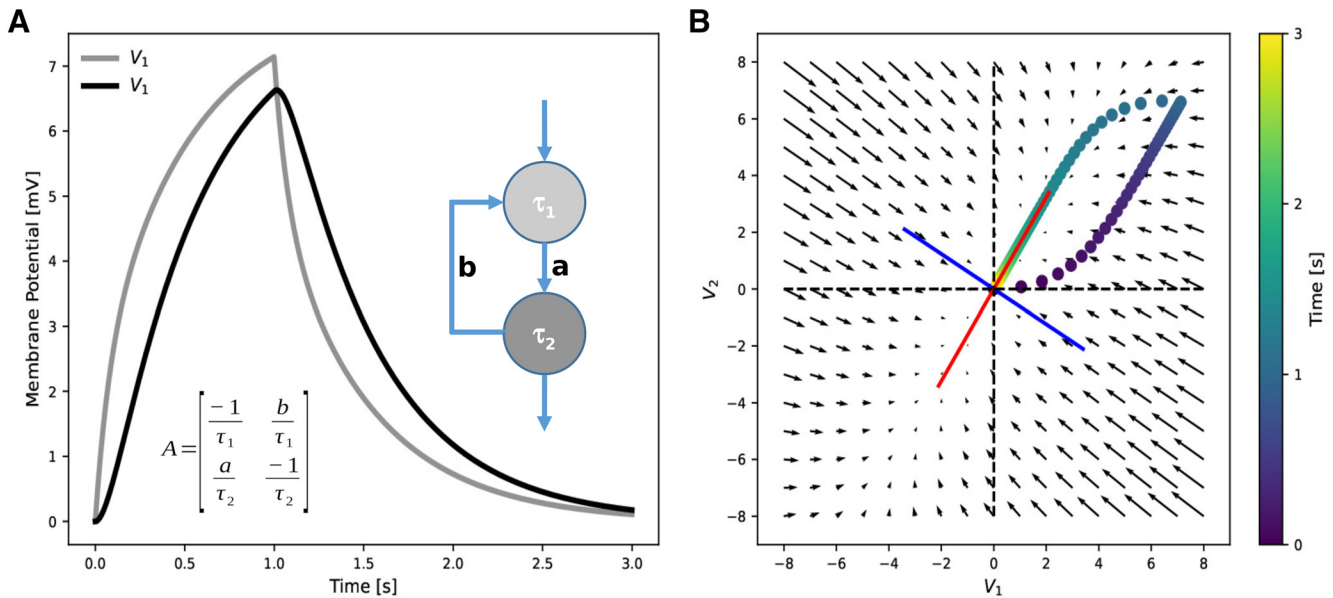 A
B
V₁
V₁
7
6
5
4
3
2
1
0
Membrane Potential [mV]
0.0 0.5 1.0 1.5 2.0 2.5 3.0
Time [s]
τ₁
b a
τ₂
A = [ -1/τ₁ b/τ₁
a/τ₂ -1/τ₂ ]
8
6
4
2
0
−2
−4
−6
−8
V₂
−8 −6 −4 −2 0 2 4 6 8
V₁
3
2
1
0
Time [s]